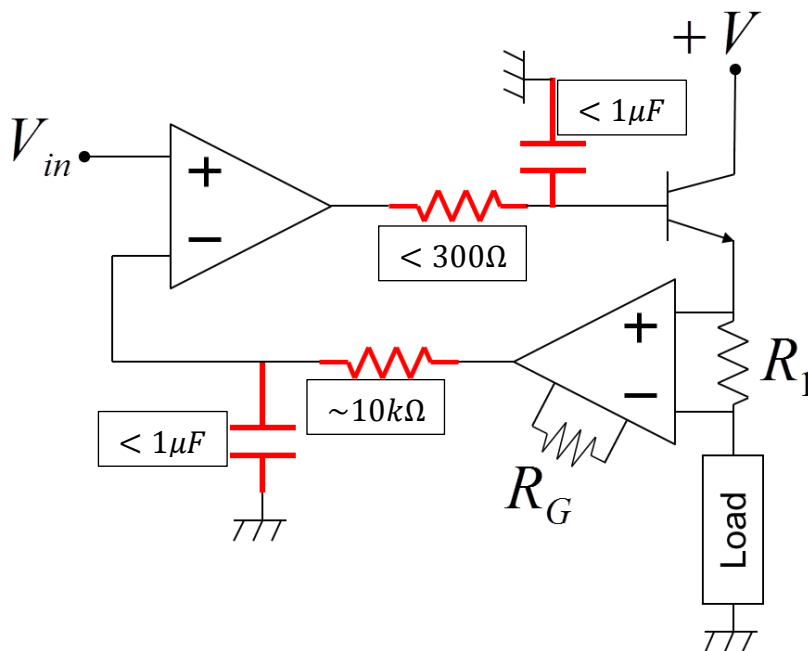 + V
< 1μF
V_in
+
−
< 300Ω
+
−
R_1
~10kΩ
< 1μF
R_G
Load